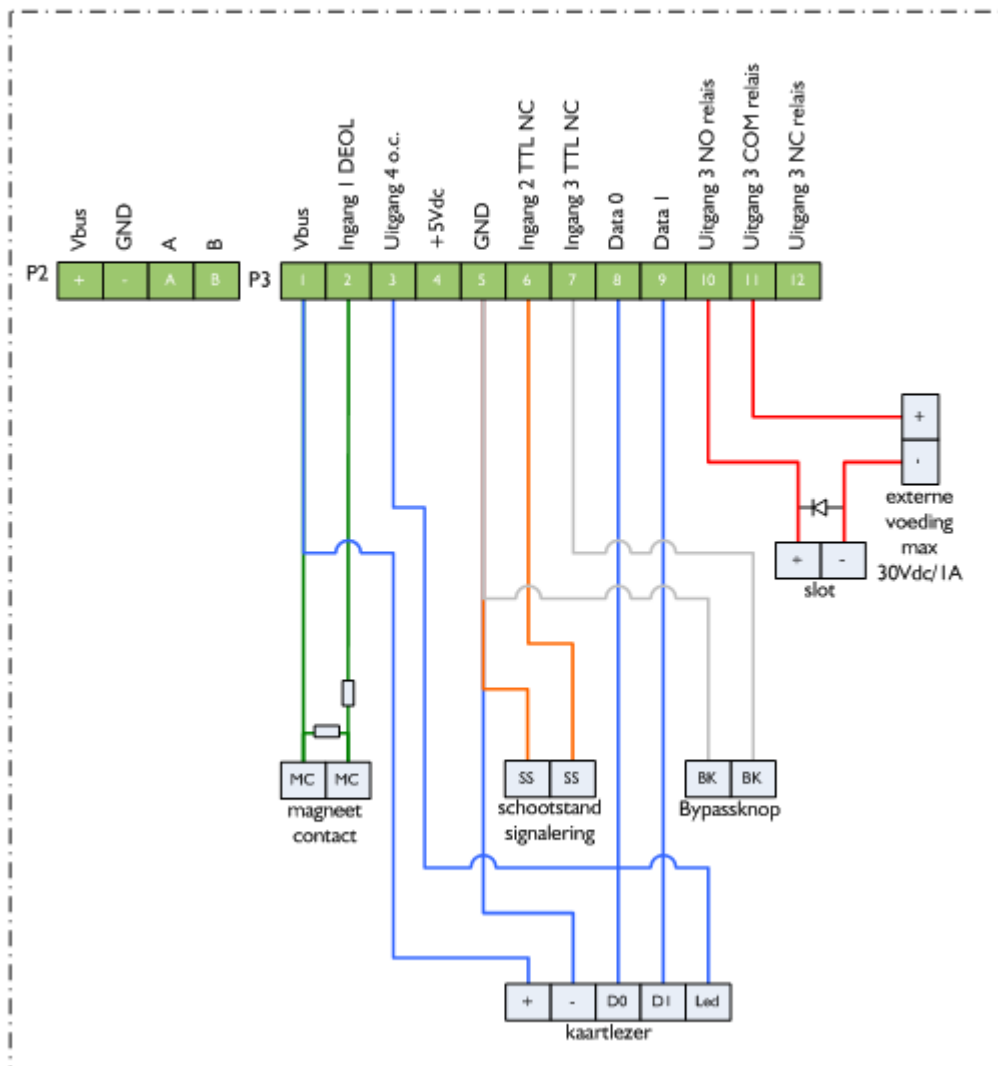 Vbus
GND
A
B
Vbus
Ingang 1 DEOL
Uitgang 4 o.c.
+5Vdc
GND
Ingang 2 TTL NC
Ingang 3 TTL NC
Data 0
Data 1
Uitgang 3 NO relais
Uitgang 3 COM relais
Uitgang 3 NC relais
P2
+ - A B
P3
1 2 3 4 5 6 7 8 9 10 11 12
+
-
externe
voeding
max
30Vdc/1A
+ -
slot
MC MC
magneet
contact
SS SS
schootstand
signalering
BK BK
Bypassknop
+ - D0 D1 Led
kaartlezer